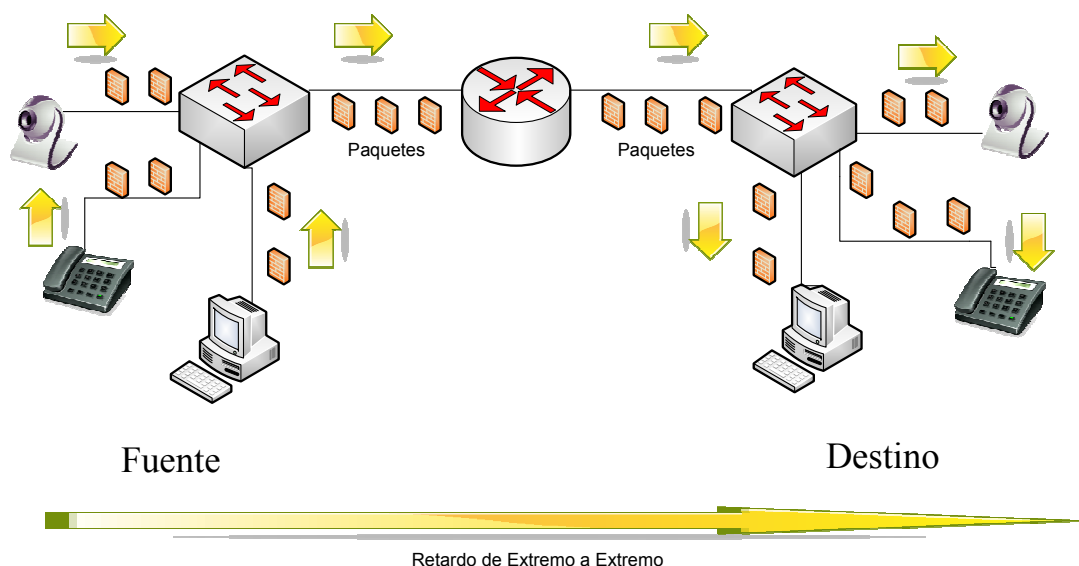 Paquetes
Paquetes
Fuente
Destino
Retardo de Extremo a Extremo